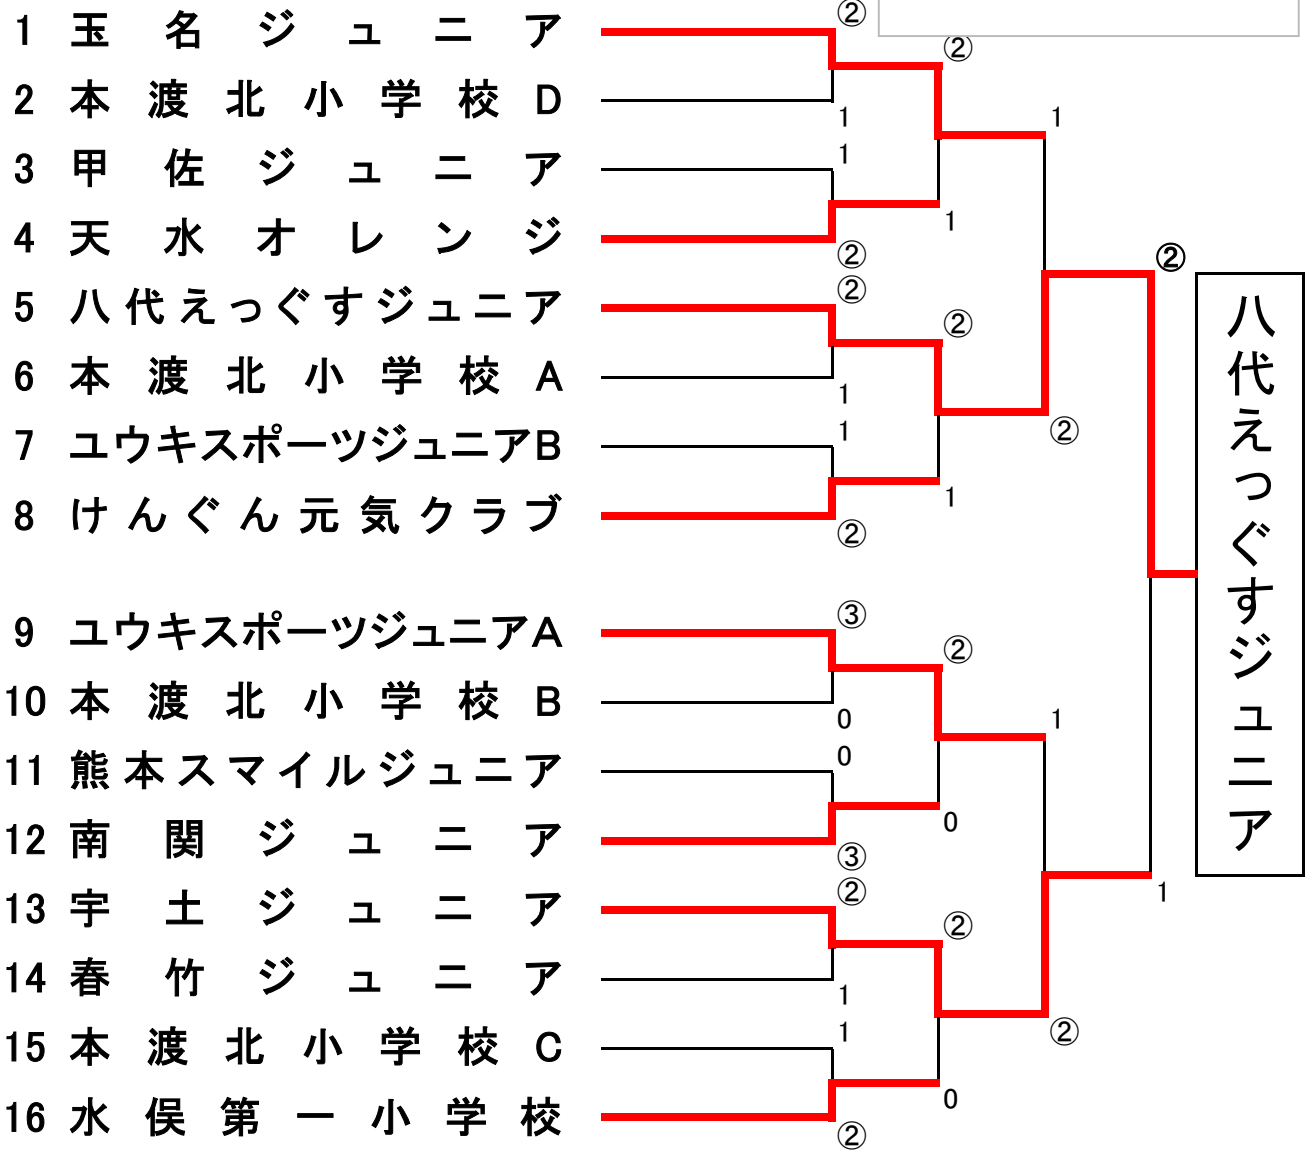 ②
1 玉名ジュニア
②
2 本渡北小学校D
1
1
1
3 甲佐ジュニア
4 天水オレンジ
1
②
②
②
5 八代えっぐすジュニア
②
6 本渡北小学校A
1
1
②
7 ユウキスポーツジュニアB
1
8 けんぐん元気クラブ
②
八代えっぐすジュニア
③
9 ユウキスポーツジュニアA
②
10 本渡北小学校B
0
1
0
11 熊本スマイルジュニア
12 南関ジュニア
0
③
②
1
13 宇土ジュニア
②
14 春竹ジュニア
1
1
②
15 本渡北小学校C
0
16 水俣第一小学校
②